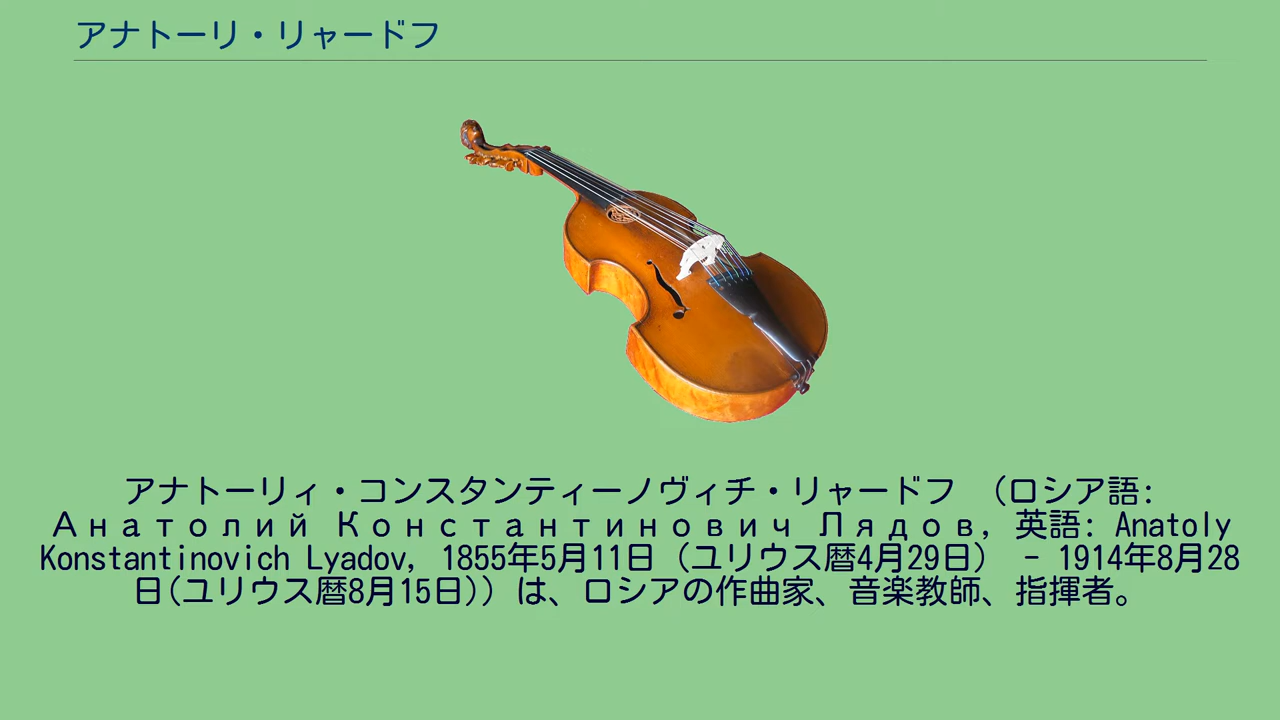 アナトーリ・リャードフ
アナトーリィ・コンスタンティーノヴィチ・リャードフ （ロシア語:
Анатолий Константинович Лядов, 英語: Anatoly
Konstantinovich Lyadov, 1855年5月11日（ユリウス暦4月29日） - 1914年8月28
日(ユリウス暦8月15日)）は、ロシアの作曲家、音楽教師、指揮者。